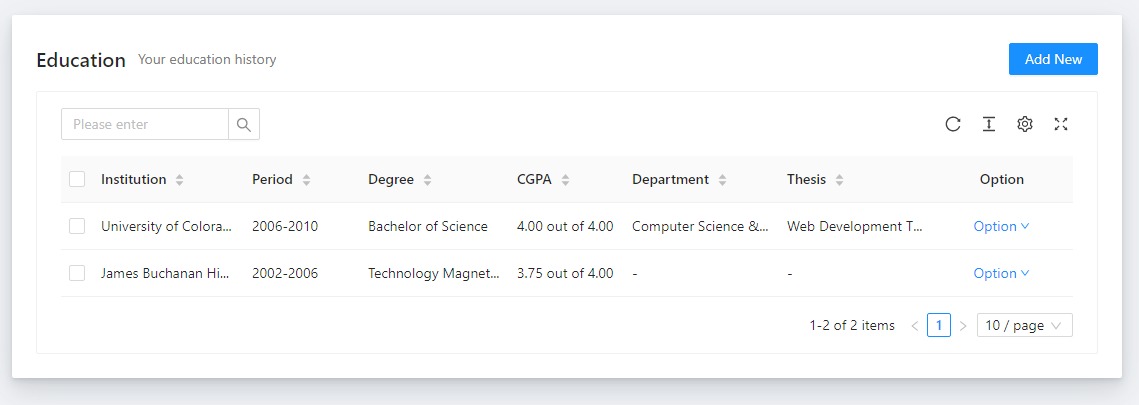 Education Your education history Add New
Please enter
Institution Period Degree CGPA Department Thesis Option
University of Colora... 2006-2010 Bachelor of Science 4.00 out of 4.00 Computer Science &... Web Development T... Option
James Buchanan Hi... 2002-2006 Technology Magnet... 3.75 out of 4.00 - - Option
1-2 of 2 items < 1 > 10 / page